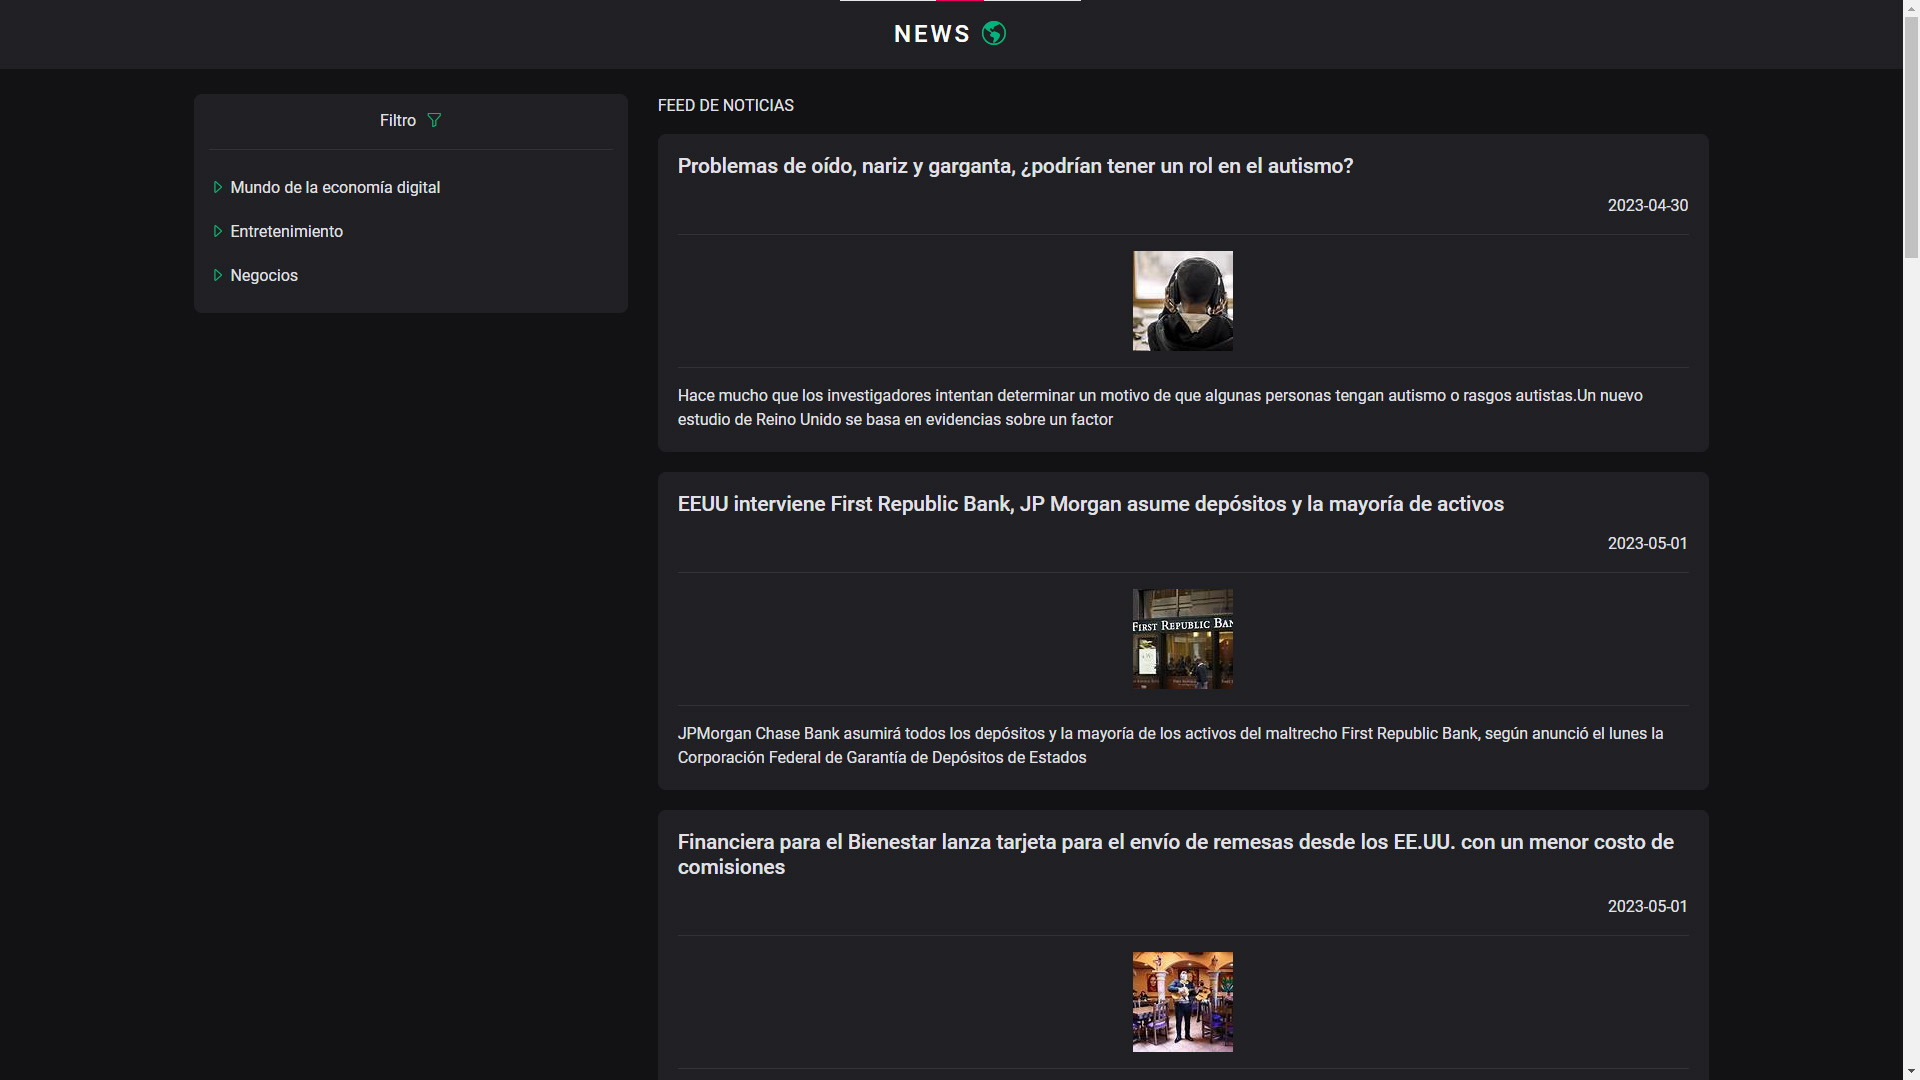 NEWS
Filtro
Mundo de la economía digital
Entretenimiento
Negocios
FEED DE NOTICIAS
Problemas de oído, nariz y garganta, ¿podrían tener un rol en el autismo?
2023-04-30
Hace mucho que los investigadores intentan determinar un motivo de que algunas personas tengan autismo o rasgos autistas.Un nuevo
estudio de Reino Unido se basa en evidencias sobre un factor
EEUU interviene First Republic Bank, JP Morgan asume depósitos y la mayoría de activos
2023-05-01
FIRST REPUBLIC BAN
JPMorgan Chase Bank asumirá todos los depósitos y la mayoría de los activos del maltrecho First Republic Bank, según anunció el lunes la
Corporación Federal de Garantía de Depósitos de Estados
Financiera para el Bienestar lanza tarjeta para el envío de remesas desde los EE.UU. con un menor costo de
comisiones
2023-05-01